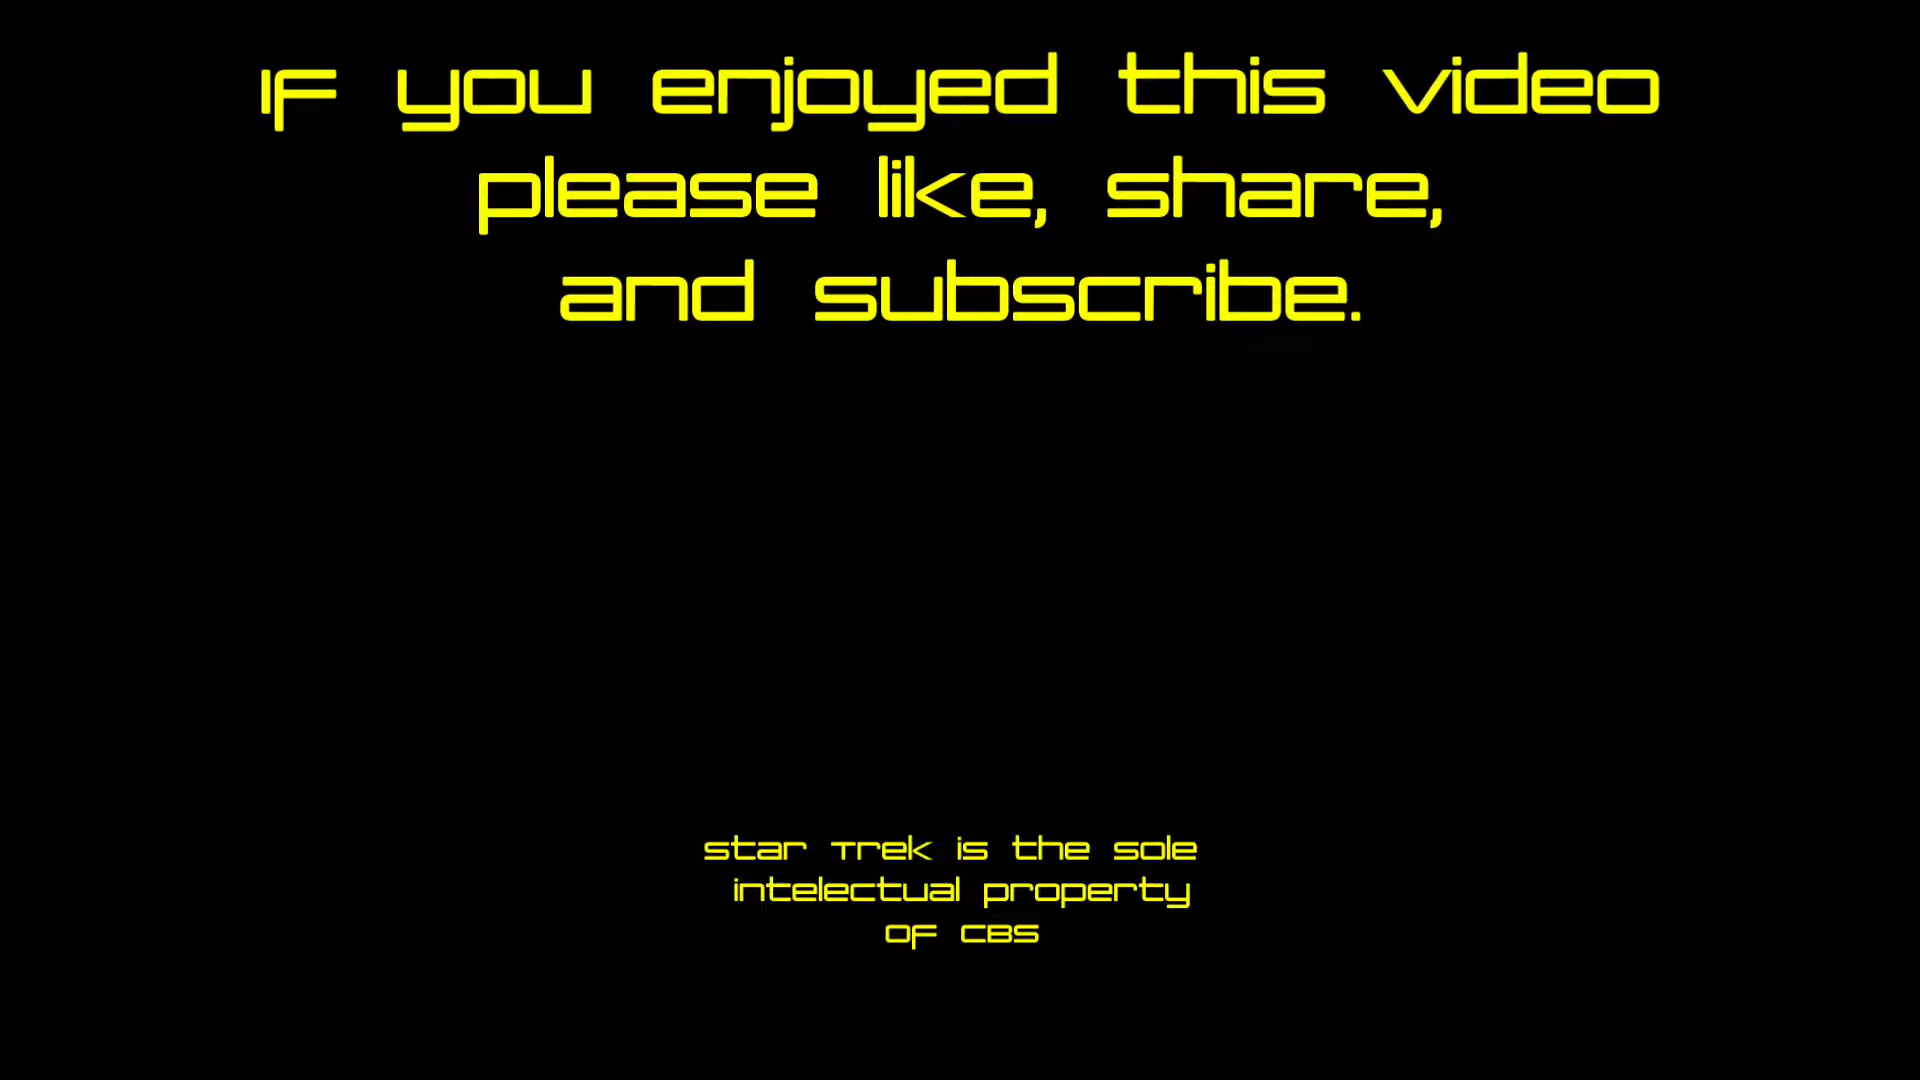 If you enjoyed this video
please like, share,
and subscribe.
Star Trek is the sole
intelectual property
of CBS